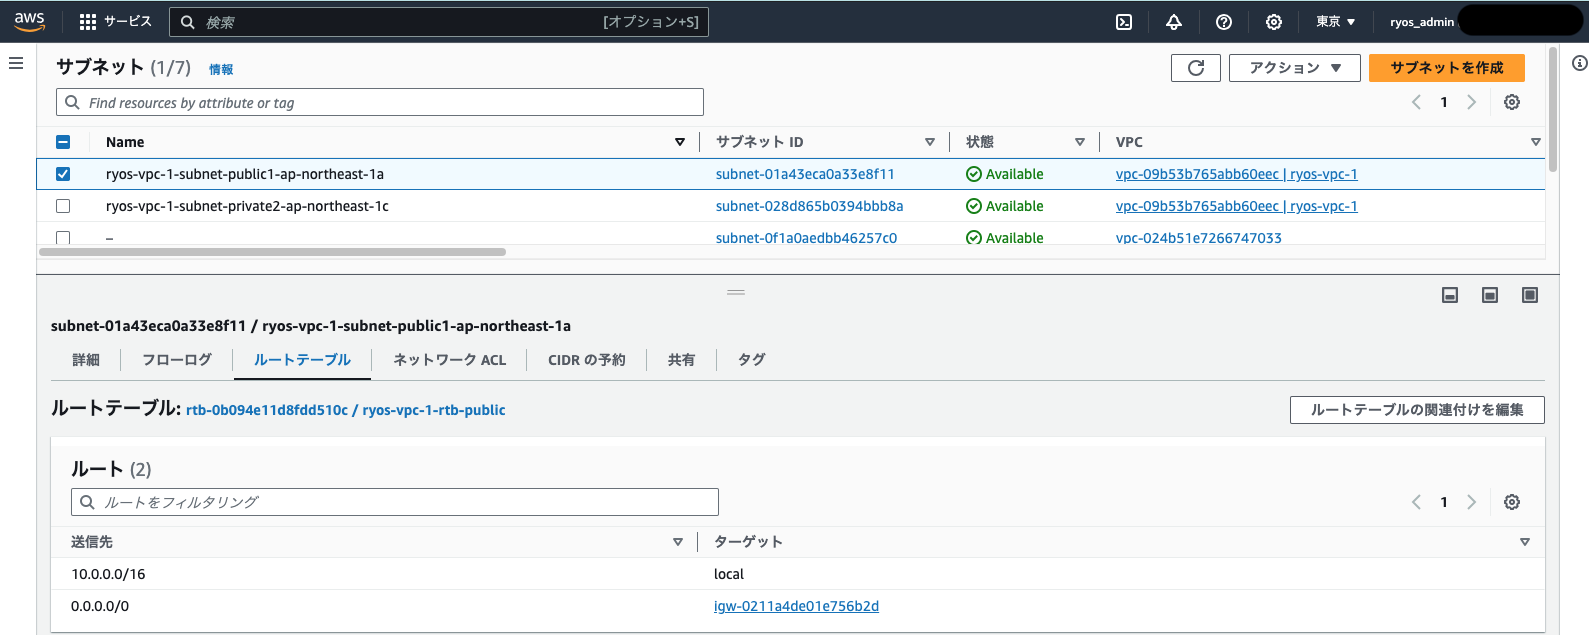 aws サービス 検索 [オプション+S] 東京 ryos_admin
サブネット (1/7) 情報 アクション サブネットを作成
Find resources by attribute or tag 1
Name サブネット ID 状態 VPC
ryos-vpc-1-subnet-public1-ap-northeast-1a subnet-01a43eca0a33e8f11 Available vpc-09b53b765abb60eec | ryos-vpc-1
ryos-vpc-1-subnet-private2-ap-northeast-1c subnet-028d865b0394bbb8a Available vpc-09b53b765abb60eec | ryos-vpc-1
– subnet-0f1a0aedbb46257c0 Available vpc-024b51e7266747033
subnet-01a43eca0a33e8f11 / ryos-vpc-1-subnet-public1-ap-northeast-1a
詳細 フローログ ルートテーブル ネットワーク ACL CIDR の予約 共有 タグ
ルートテーブル: rtb-0b094e11d8fdd510c / ryos-vpc-1-rtb-public ルートテーブルの関連付けを編集
ルート (2)
ルートをフィルタリング 1
送信先 ターゲット
10.0.0.0/16 local
0.0.0.0/0 igw-0211a4de01e756b2d